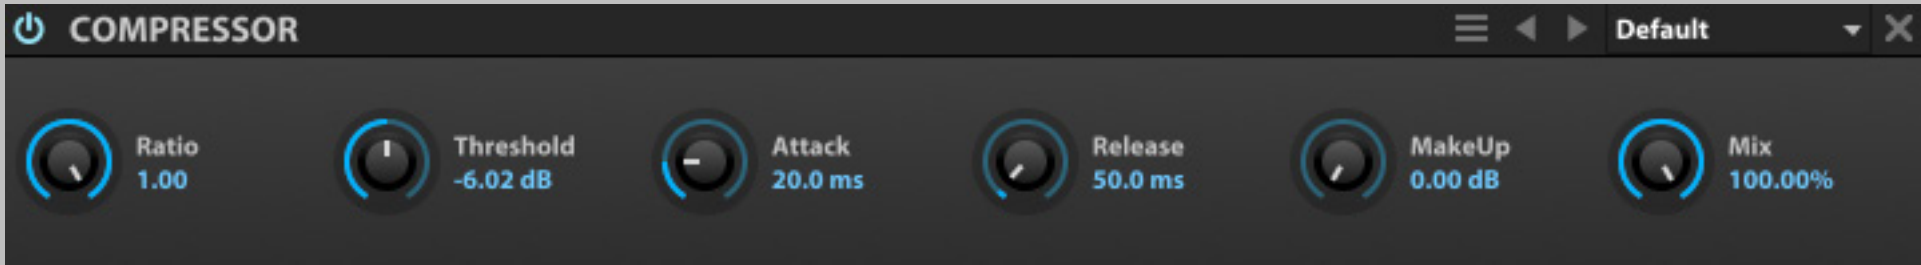 COMPRESSOR
Default
Ratio
1.00
Threshold
-6.02 dB
Attack
20.0 ms
Release
50.0 ms
MakeUp
0.00 dB
Mix
100.00%